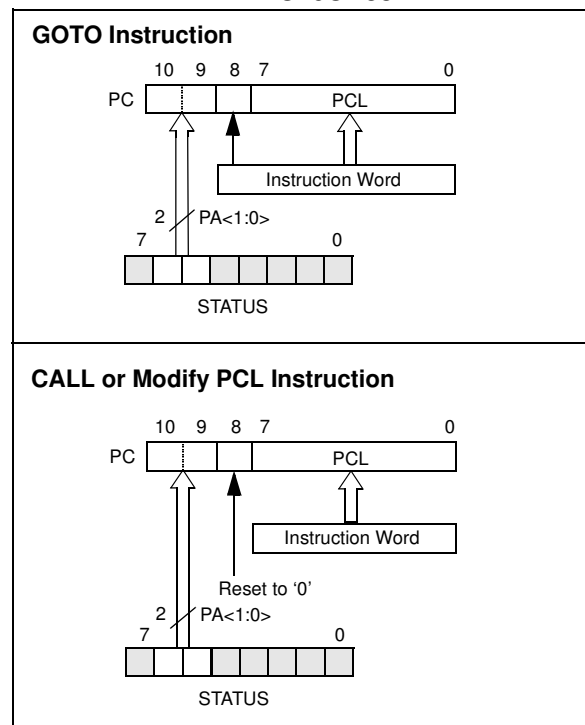 GOTO Instruction
10 9 8 7 0
PC PCL
Instruction Word
2 PA<1:0>
7 0
STATUS
CALL or Modify PCL Instruction
10 9 8 7 0
PC PCL
Instruction Word
Reset to ‘0’
2 PA<1:0>
7 0
STATUS